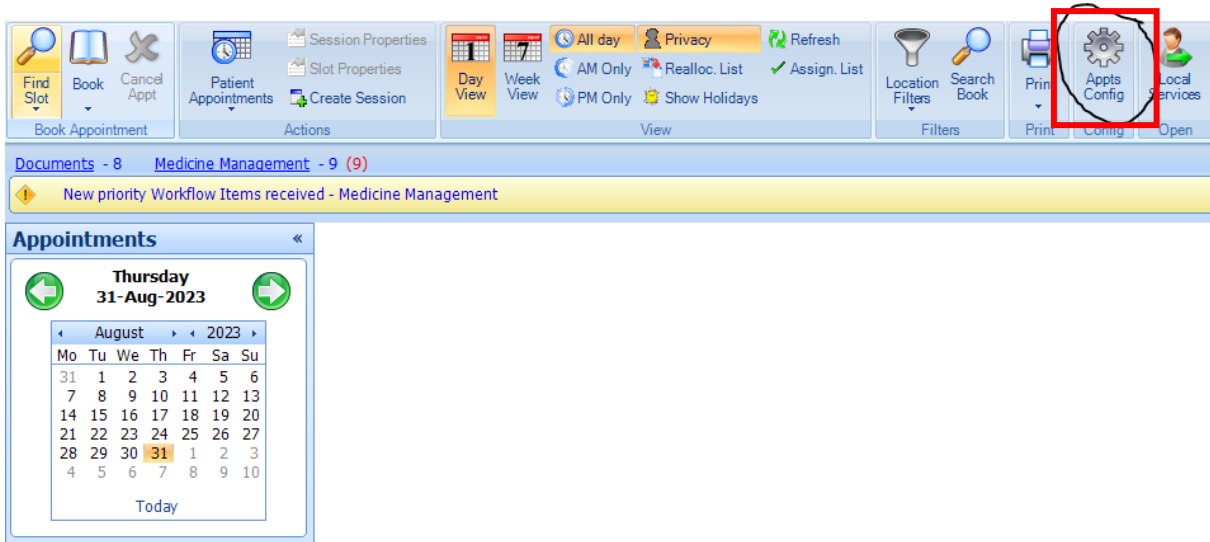 Find Slot
Book
Cancel Appt
Book Appointment
Patient Appointments
Session Properties
Slot Properties
Create Session
Actions
Day View
Week View
All day
AM Only
PM Only
Privacy
Realloc. List
Show Holidays
Refresh
Assign. List
View
Location Filters
Search Book
Filters
Print
Print
Appts Config
Config
Local Services
Open
Documents - 8 Medicine Management - 9 (9)
New priority Workflow Items received - Medicine Management
Appointments «
Thursday
31-Aug-2023
August 2023
Mo Tu We Th Fr Sa Su
31 1 2 3 4 5 6
7 8 9 10 11 12 13
14 15 16 17 18 19 20
21 22 23 24 25 26 27
28 29 30 31 1 2 3
4 5 6 7 8 9 10
Today